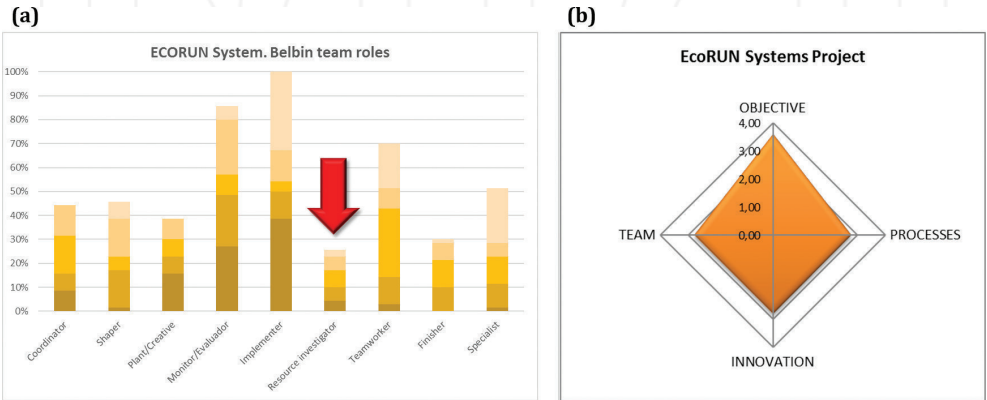 (a)
ECORUN System. Belbin team roles
100%
90%
80%
70%
60%
50%
40%
30%
20%
10%
0%
Coordinator
Shaper
Plant/Creative
Monitor/Evaluador
Implementer
Resource investigator
Teamworker
Finisher
Specialist
(b)
EcoRUN Systems Project
OBJECTIVE
4,00
3,00
2,00
1,00
0,00
TEAM
PROCESSES
INNOVATION